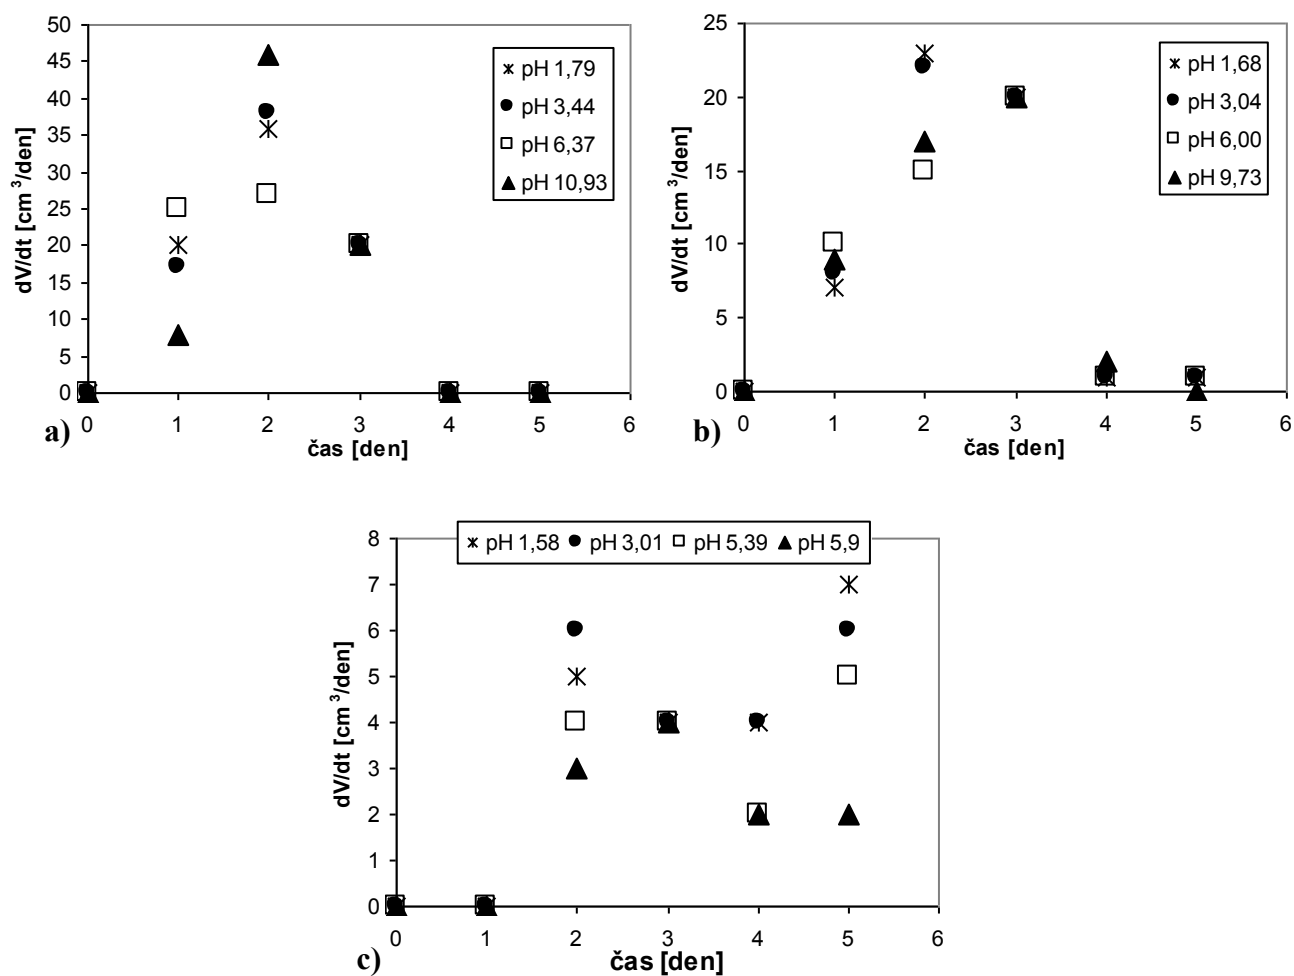 50
45
40
35
30
25
20
15
10
5
0
dV/dt [cm³/den]
pH 1,79
pH 3,44
pH 6,37
pH 10,93
0 1 2 3 4 5 6
čas [den]
a)
25
20
15
10
5
0
dV/dt [cm³/den]
pH 1,68
pH 3,04
pH 6,00
pH 9,73
0 1 2 3 4 5 6
čas [den]
b)
8
7
6
5
4
3
2
1
0
dV/dt [cm³/den]
pH 1,58 pH 3,01 pH 5,39 pH 5,9
0 1 2 3 4 5 6
čas [den]
c)